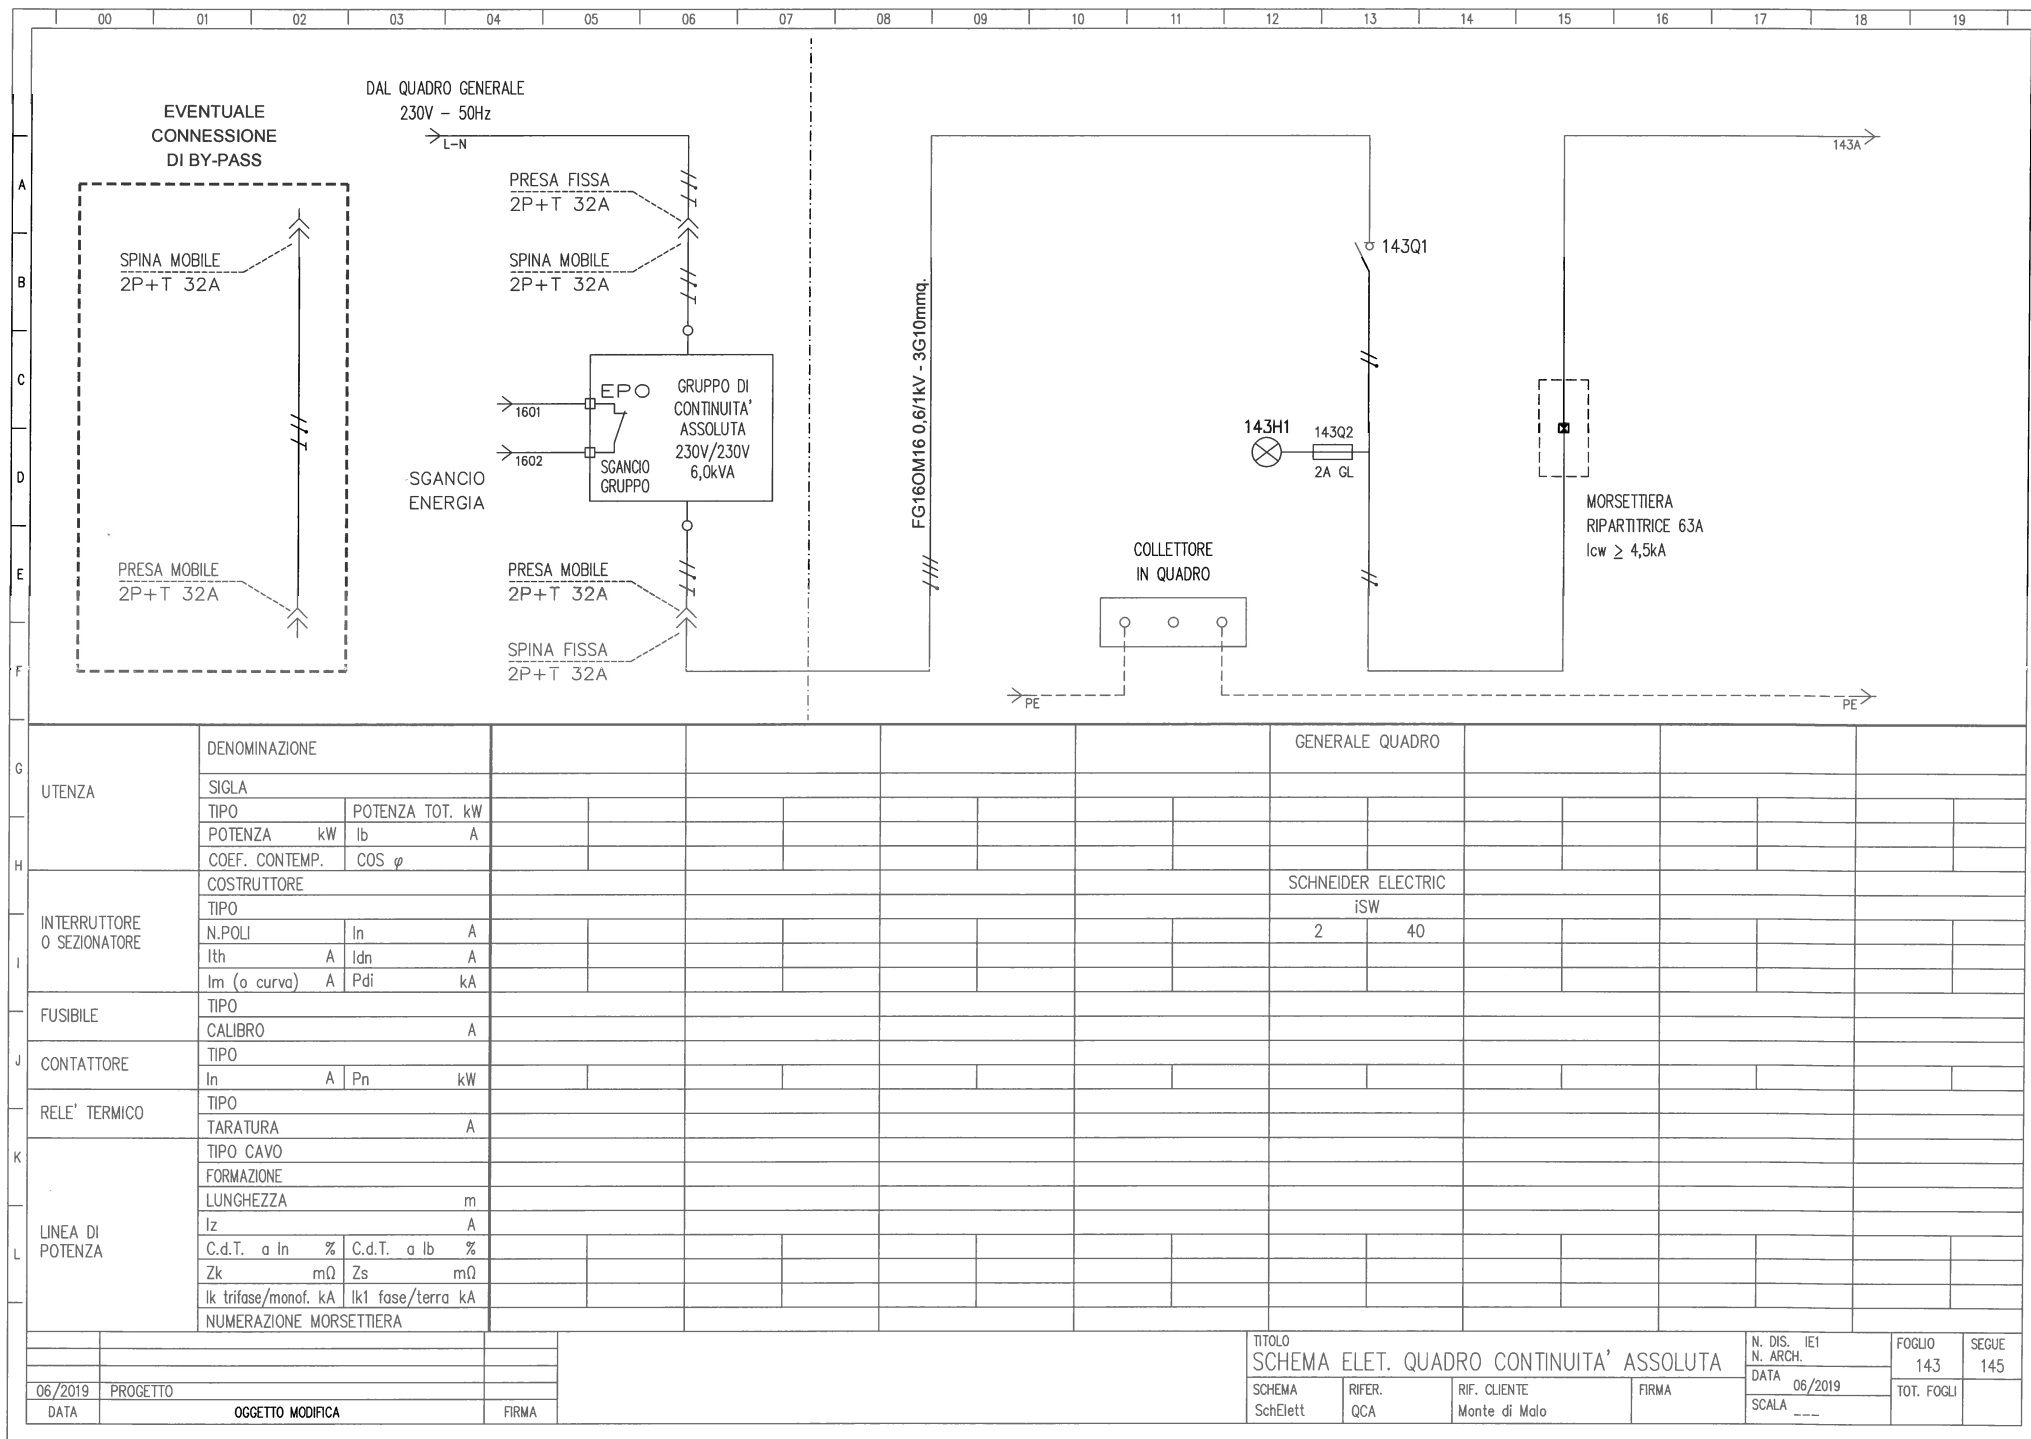 00 01 02 03 04 05 06 07 08 09 10 11 12 13 14 15 16 17 18 19
A
B
C
D
E
F
G
H
I
J
K
L
EVENTUALE
CONNESSIONE
DI BY-PASS
SPINA MOBILE
2P+T 32A
PRESA MOBILE
2P+T 32A
DAL QUADRO GENERALE
230V - 50Hz
L-N
PRESA FISSA
2P+T 32A
SPINA MOBILE
2P+T 32A
EPO
SGANCIO
GRUPPO
GRUPPO DI
CONTINUITA'
ASSOLUTA
230V/230V
6,0kVA
1601
1602
SGANCIO
ENERGIA
PRESA MOBILE
2P+T 32A
SPINA FISSA
2P+T 32A
FG16OM16 0,6/1kV - 3G10mmq.
COLLETTORE
IN QUADRO
PE
PE
143Q1
143H1
143Q2
2A GL
143A
MORSETTIERA
RIPARTITRICE 63A
Icw ≥ 4,5kA
UTENZA
DENOMINAZIONE GENERALE QUADRO
SIGLA
TIPO POTENZA TOT. kW
POTENZA kW Ib A
COEF. CONTEMP. COS φ
INTERRUTTORE
O SEZIONATORE
COSTRUTTORE SCHNEIDER ELECTRIC
TIPO iSW
N.POLI In A 2 40
Ith A Idn A
Im (o curva) A Pdi kA
FUSIBILE
TIPO
CALIBRO A
CONTATTORE
TIPO
In A Pn kW
RELE' TERMICO
TIPO
TARATURA A
LINEA DI
POTENZA
TIPO CAVO
FORMAZIONE
LUNGHEZZA m
Iz A
C.d.T. a In % C.d.T. a Ib %
Zk mΩ Zs mΩ
Ik trifase/monof. kA Ik1 fase/terra kA
NUMERAZIONE MORSETTIERA
06/2019 PROGETTO
DATA OGGETTO MODIFICA FIRMA
TITOLO
SCHEMA ELET. QUADRO CONTINUITA' ASSOLUTA
SCHEMA
SchElett
RIFER.
QCA
RIF. CLIENTE
Monte di Malo
FIRMA
N. DIS. IE1
N. ARCH.
DATA
06/2019
SCALA ---
FOGLIO
143
SEGUE
145
TOT. FOGLI